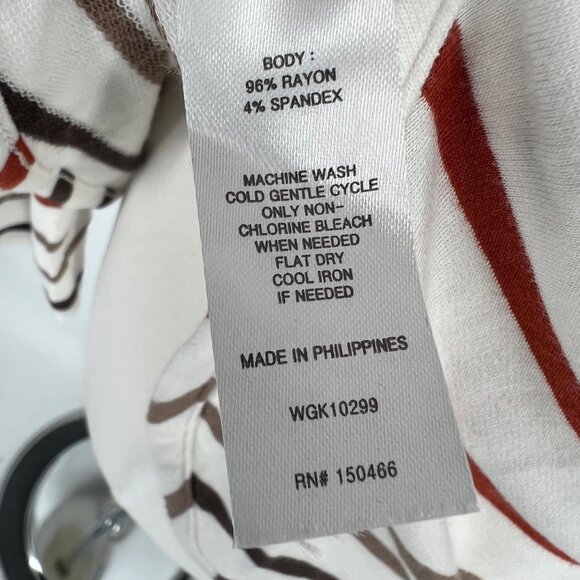 BODY :
96% RAYON
4% SPANDEX
MACHINE WASH
COLD GENTLE CYCLE
ONLY NON-
CHLORINE BLEACH
WHEN NEEDED
FLAT DRY
COOL IRON
IF NEEDED
MADE IN PHILIPPINES
WGK10299
RN# 150466